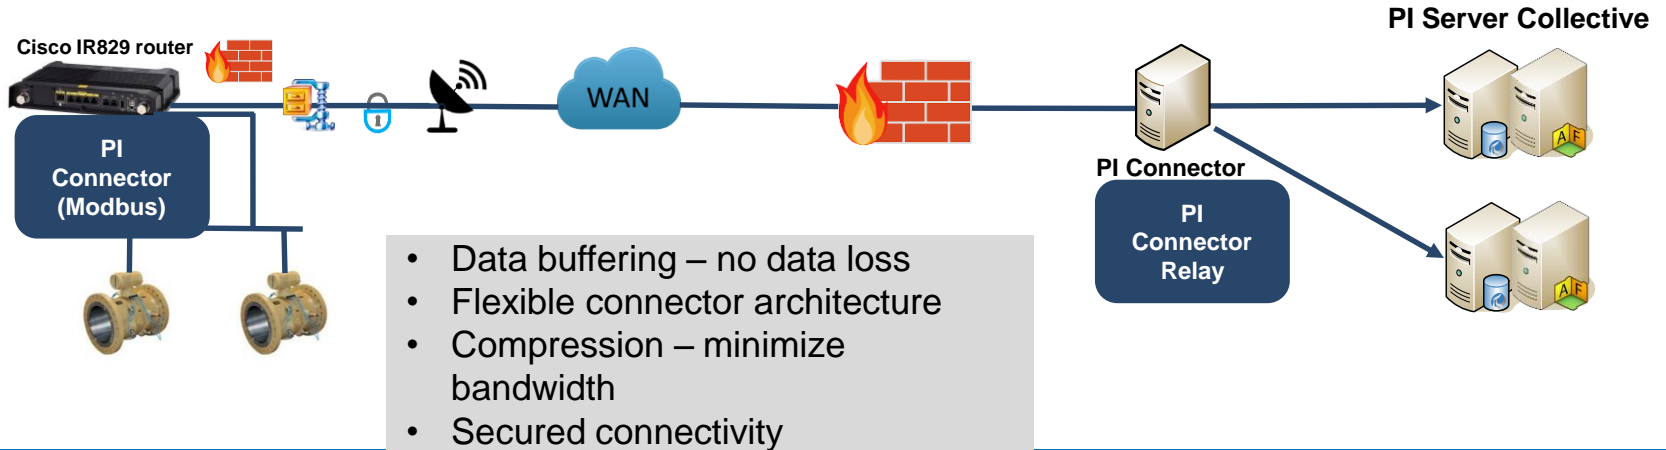 PI Server Collective
Cisco IR829 router
WAN
PI
Connector
(Modbus)
PI Connector
PI
Connector
Relay
A F
A F
• Data buffering – no data loss
• Flexible connector architecture
• Compression – minimize
bandwidth
• Secured connectivity